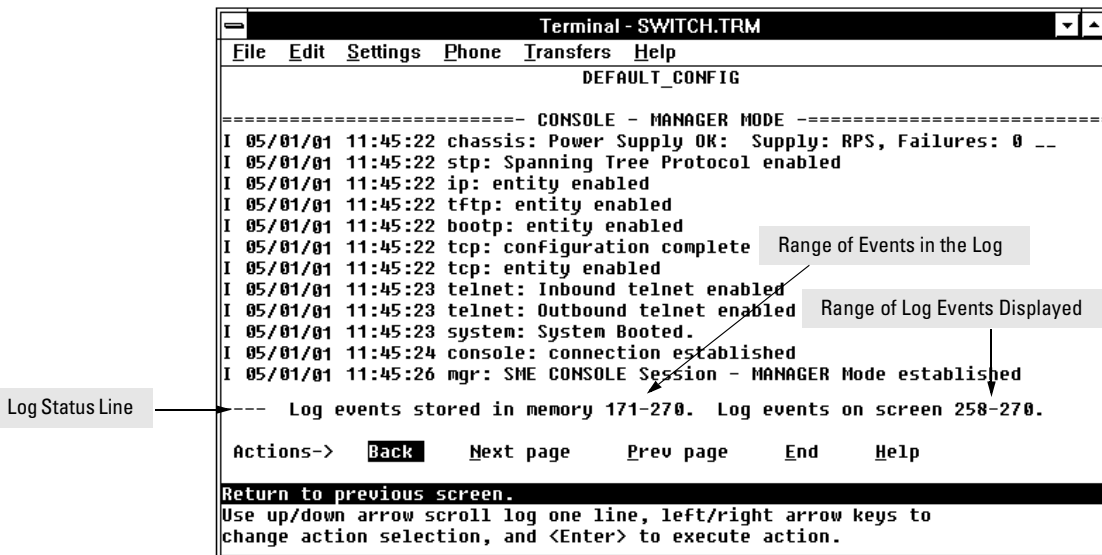 Terminal - SWITCH.TRM
File Edit Settings Phone Transfers Help
DEFAULT_CONFIG
==========================- CONSOLE - MANAGER MODE -==========================
I 05/01/01 11:45:22 chassis: Power Supply OK: Supply: RPS, Failures: 0 __
I 05/01/01 11:45:22 stp: Spanning Tree Protocol enabled
I 05/01/01 11:45:22 ip: entity enabled
I 05/01/01 11:45:22 tftp: entity enabled
I 05/01/01 11:45:22 bootp: entity enabled
I 05/01/01 11:45:22 tcp: configuration complete
Range of Events in the Log
I 05/01/01 11:45:22 tcp: entity enabled
I 05/01/01 11:45:23 telnet: Inbound telnet enabled
I 05/01/01 11:45:23 telnet: Outbound telnet enabled
Range of Log Events Displayed
I 05/01/01 11:45:23 system: System Booted.
I 05/01/01 11:45:24 console: connection established
I 05/01/01 11:45:26 mgr: SME CONSOLE Session - MANAGER Mode established
Log Status Line
---- Log events stored in memory 171-270. Log events on screen 258-270.
Actions-> Back Next page Prev page End Help
Return to previous screen.
Use up/down arrow scroll log one line, left/right arrow keys to
change action selection, and <Enter> to execute action.